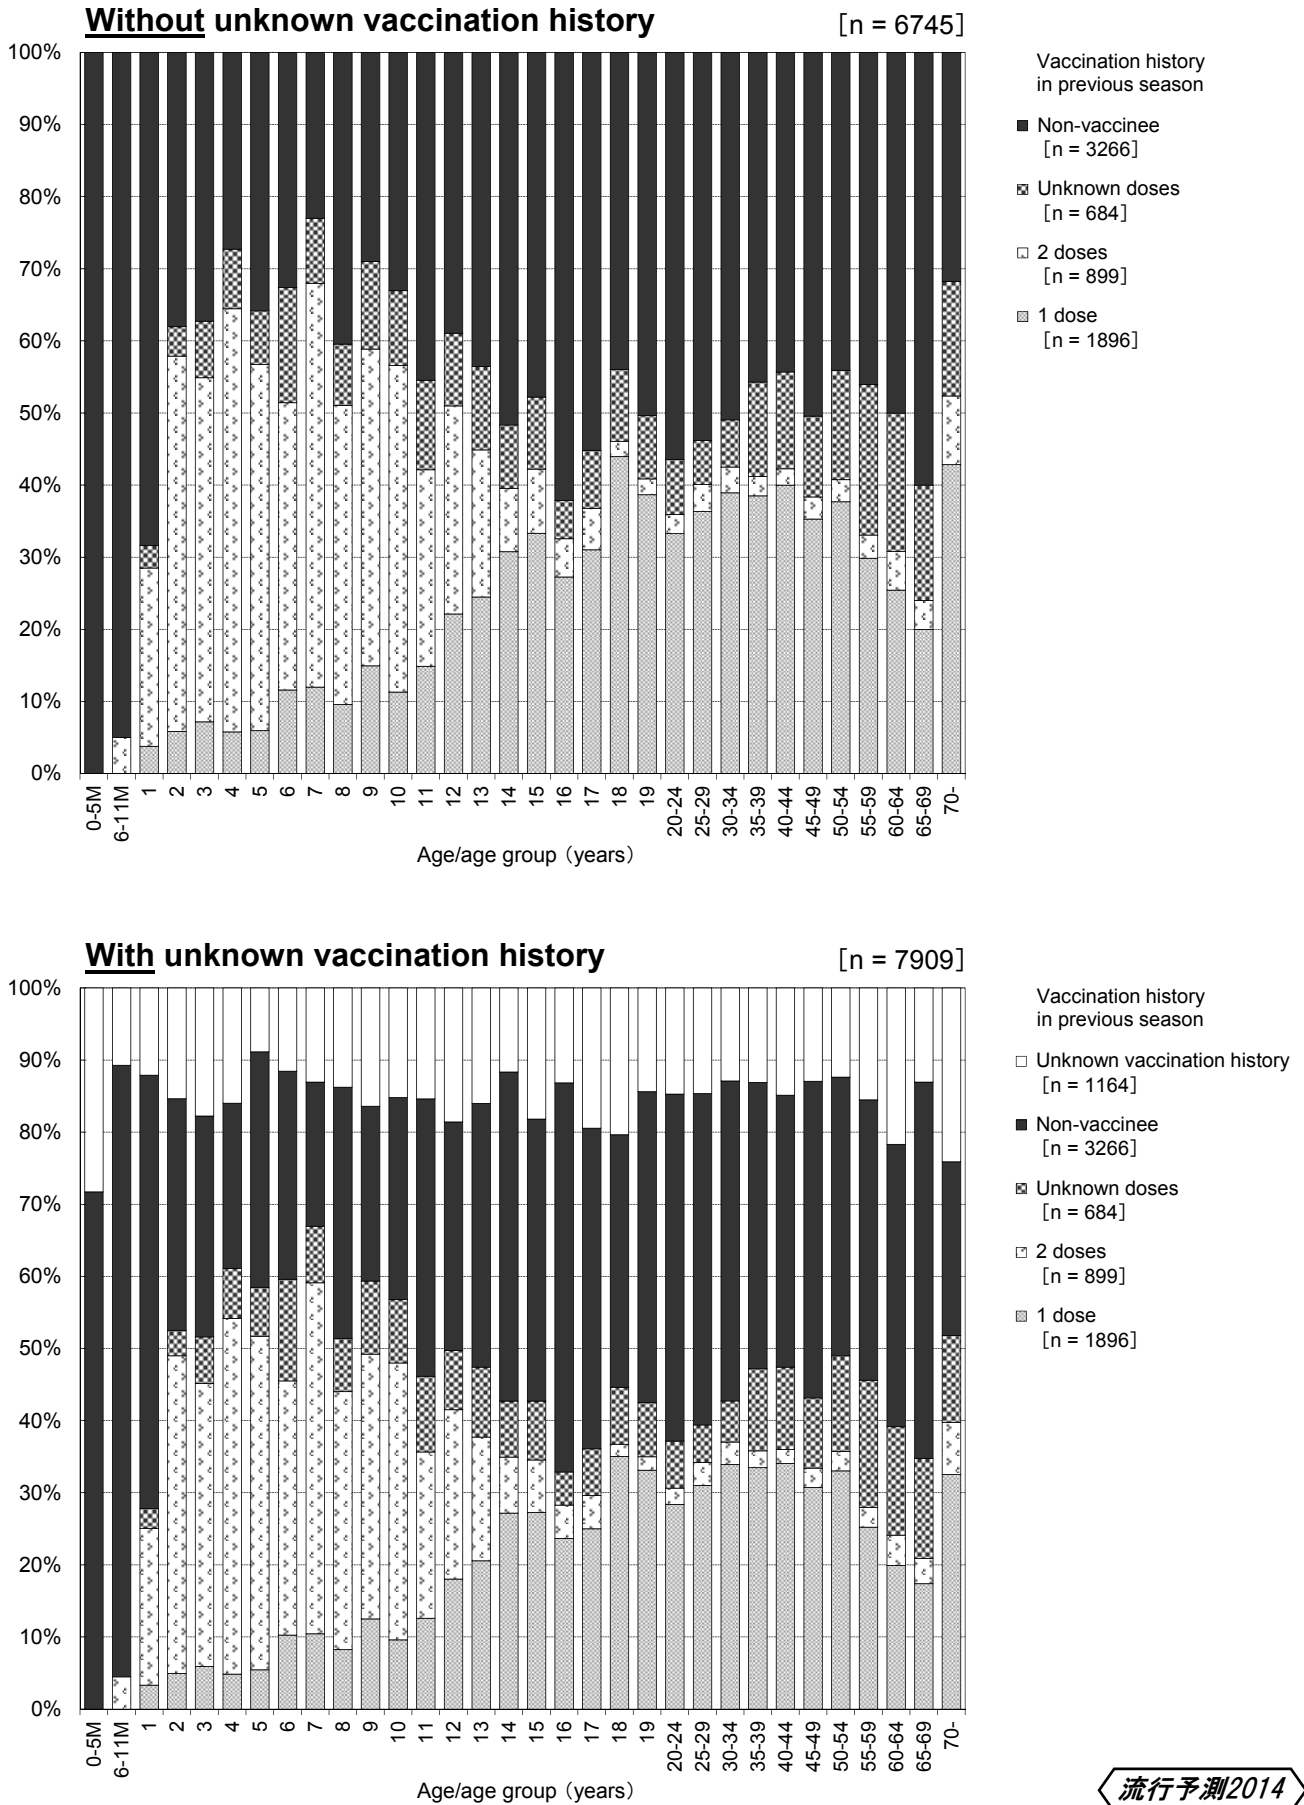 Without unknown vaccination history
[n = 6745]
100%
90%
80%
70%
60%
50%
40%
30%
20%
10%
0%
0-5M
6-11M
1
2
3
4
5
6
7
8
9
10
11
12
13
14
15
16
17
18
19
20-24
25-29
30-34
35-39
40-44
45-49
50-54
55-59
60-64
65-69
70-
Age/age group（years）
Vaccination history
in previous season
Non-vaccinee
[n = 3266]
Unknown doses
[n = 684]
2 doses
[n = 899]
1 dose
[n = 1896]
With unknown vaccination history
[n = 7909]
100%
90%
80%
70%
60%
50%
40%
30%
20%
10%
0%
0-5M
6-11M
1
2
3
4
5
6
7
8
9
10
11
12
13
14
15
16
17
18
19
20-24
25-29
30-34
35-39
40-44
45-49
50-54
55-59
60-64
65-69
70-
Age/age group（years）
Vaccination history
in previous season
Unknown vaccination history
[n = 1164]
Non-vaccinee
[n = 3266]
Unknown doses
[n = 684]
2 doses
[n = 899]
1 dose
[n = 1896]
流行予測2014